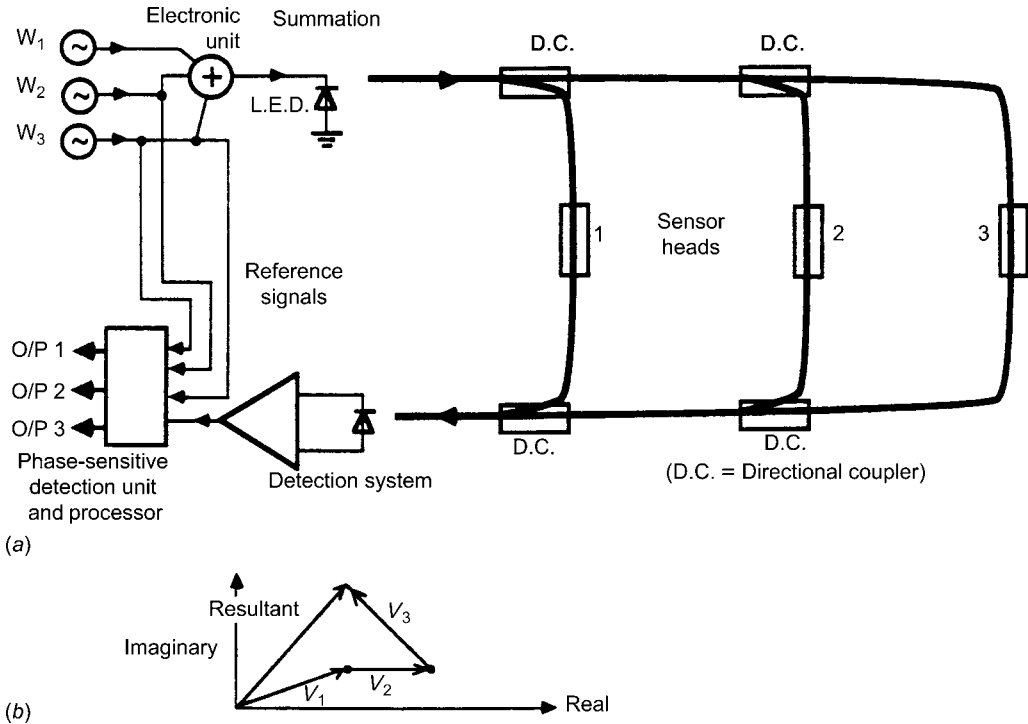 Electronic
unit
Summation
D.C.
D.C.
W1
W2
W3
L.E.D.
1
Sensor
heads
2
3
Reference
signals
O/P 1
O/P 2
O/P 3
D.C.
D.C.
Phase-sensitive
detection unit
and processor
Detection system
(D.C. = Directional coupler)
(a)
Resultant
V3
Imaginary
V1
V2
Real
(b)